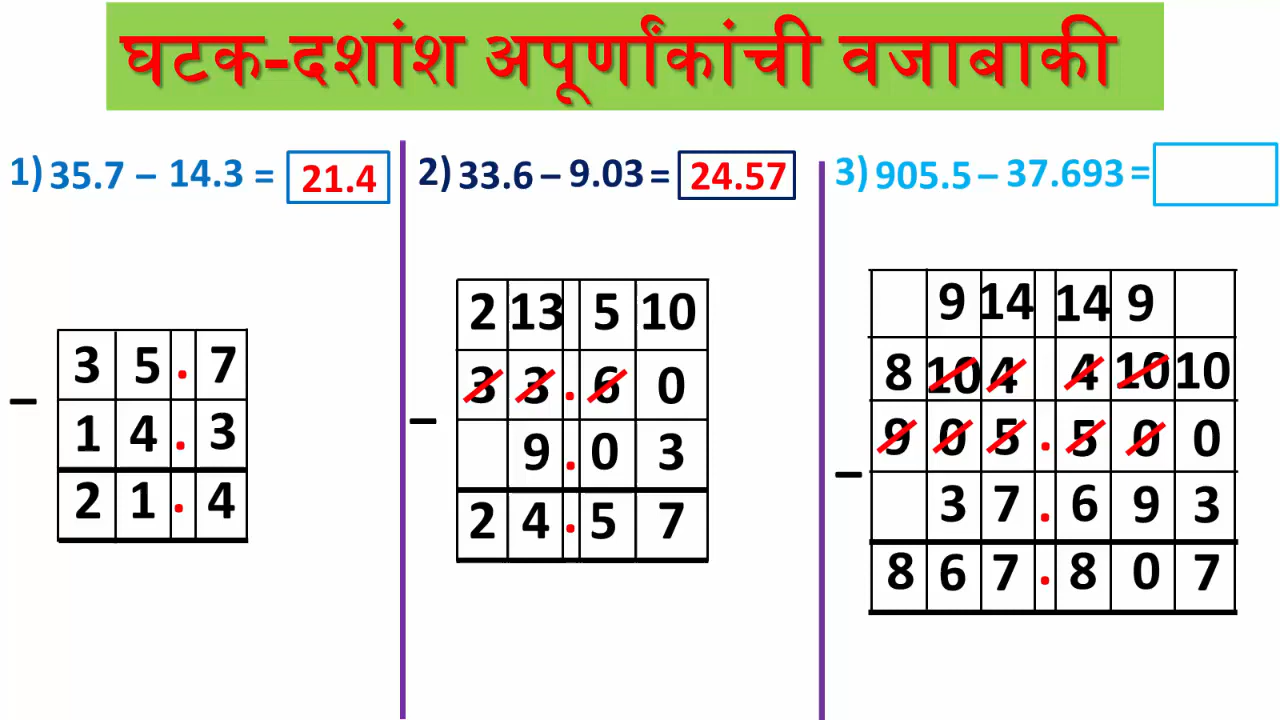 घटक-दशांश अपूर्णांकांची वजाबाकी
1) 35.7 – 14.3 = 21.4
3 5 . 7
– 1 4 . 3
2 1 . 4
2) 33.6 – 9.03 = 24.57
2 13 5 10
3 3 . 6 0
– 9 . 0 3
2 4 . 5 7
3) 905.5 – 37.693 =
9 14 14 9
8 10 4 4 10 10
9 0 5 . 5 0 0
– 3 7 . 6 9 3
8 6 7 . 8 0 7